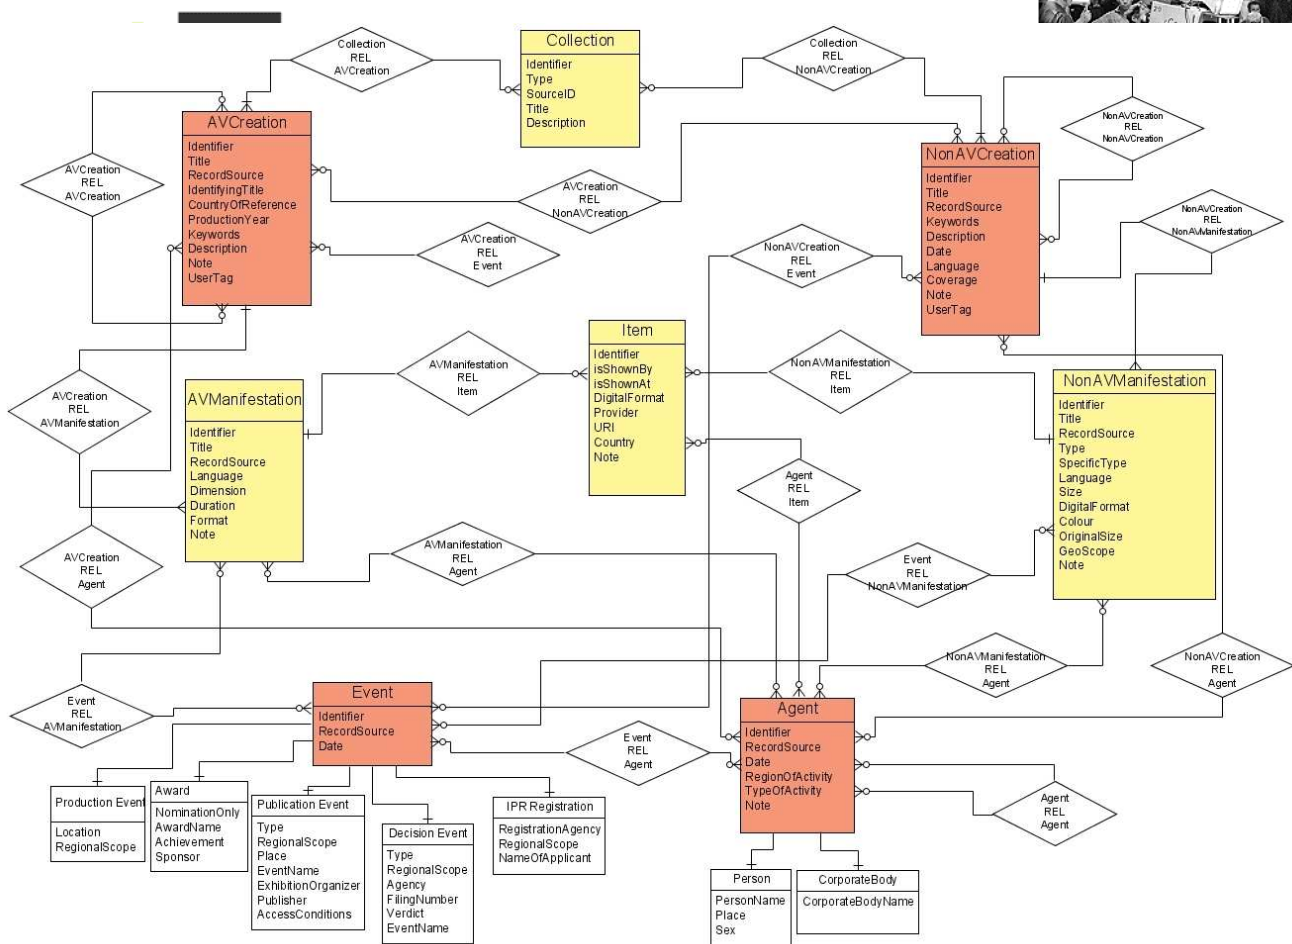 Collection
REL
AVCreation
Collection
Identifier
Type
SourceID
Title
Description
Collection
REL
NonAVCreation
AVCreation
Identifier
Title
RecordSource
IdentifyingTitle
CountryOfReference
ProductionYear
Keywords
Description
Note
UserTag
AVCreation
REL
AVCreation
AVCreation
REL
NonAVCreation
AVCreation
REL
Event
NonAVCreation
REL
Event
NonAVCreation
Identifier
Title
RecordSource
Keywords
Description
Date
Language
Coverage
Note
UserTag
NonAVCreation
REL
NonAVCreation
NonAVCreation
REL
NonAVManifestation
AVCreation
REL
AVManifestation
AVManifestation
Identifier
Title
RecordSource
Language
Dimension
Duration
Format
Note
AVManifestation
REL
Item
Item
Identifier
isShownBy
isShownAt
DigitalFormat
Provider
URI
Country
Note
NonAVManifestation
REL
Item
NonAVManifestation
Identifier
Title
RecordSource
Type
SpecificType
Language
Size
DigitalFormat
Colour
OriginalSize
GeoScope
Note
Agent
REL
Item
AVCreation
REL
Agent
AVManifestation
REL
Agent
Event
REL
NonAVManifestation
NonAVManifestation
REL
Agent
NonAVCreation
REL
Agent
Event
REL
AVManifestation
Event
Identifier
RecordSource
Date
Event
REL
Agent
Agent
Identifier
RecordSource
Date
RegionOfActivity
TypeOfActivity
Note
Agent
REL
Agent
Production Event
Location
RegionalScope
Award
NominationOnly
AwardName
Achievement
Sponsor
Publication Event
Type
RegionalScope
Place
EventName
ExhibitionOrganizer
Publisher
AccessConditions
Decision Event
Type
RegionalScope
Agency
FilingNumber
Verdict
EventName
IPR Registration
RegistrationAgency
RegionalScope
NameOfApplicant
Person
PersonName
Place
Sex
CorporateBody
CorporateBodyName